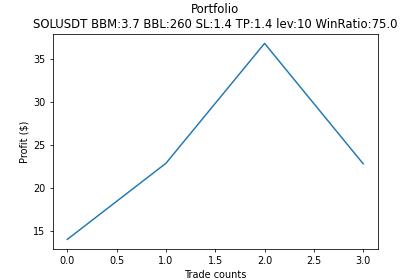 Portfolio
SOLUSDT BBM:3.7 BBL:260 SL:1.4 TP:1.4 lev:10 WinRatio:75.0
35
30
25
20
15
Profit ($)
0.0 0.5 1.0 1.5 2.0 2.5 3.0
Trade counts